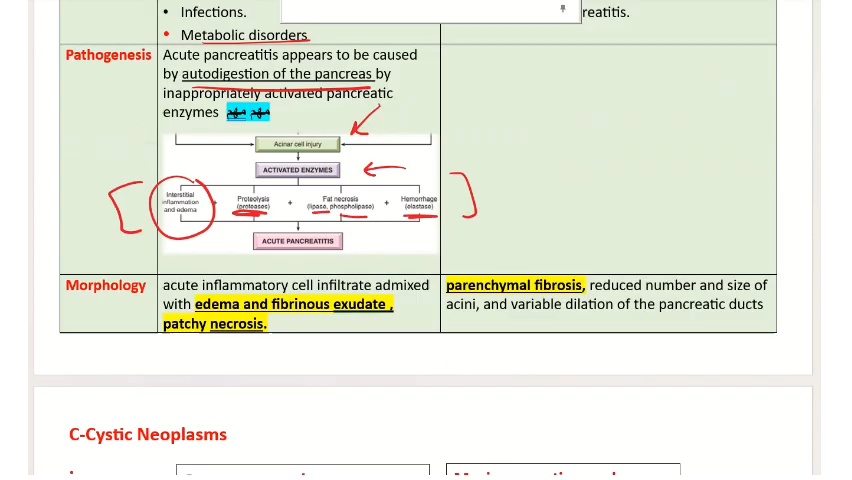 • Infections.
reatitis.
• Metabolic disorders
Pathogenesis
Acute pancreatitis appears to be caused
by autodigestion of the pancreas by
inappropriately activated pancreatic
enzymes مهم مهم
Acinar cell injury
ACTIVATED ENZYMES
Interstitial
inflammation
and edema
+
Proteolysis
(proteases)
+
Fat necrosis
(lipase, phospholipase)
+
Hemorrhage
(elastase)
ACUTE PANCREATITIS
Morphology
acute inflammatory cell infiltrate admixed
with edema and fibrinous exudate ,
patchy necrosis.
parenchymal fibrosis, reduced number and size of
acini, and variable dilation of the pancreatic ducts
C-Cystic Neoplasms